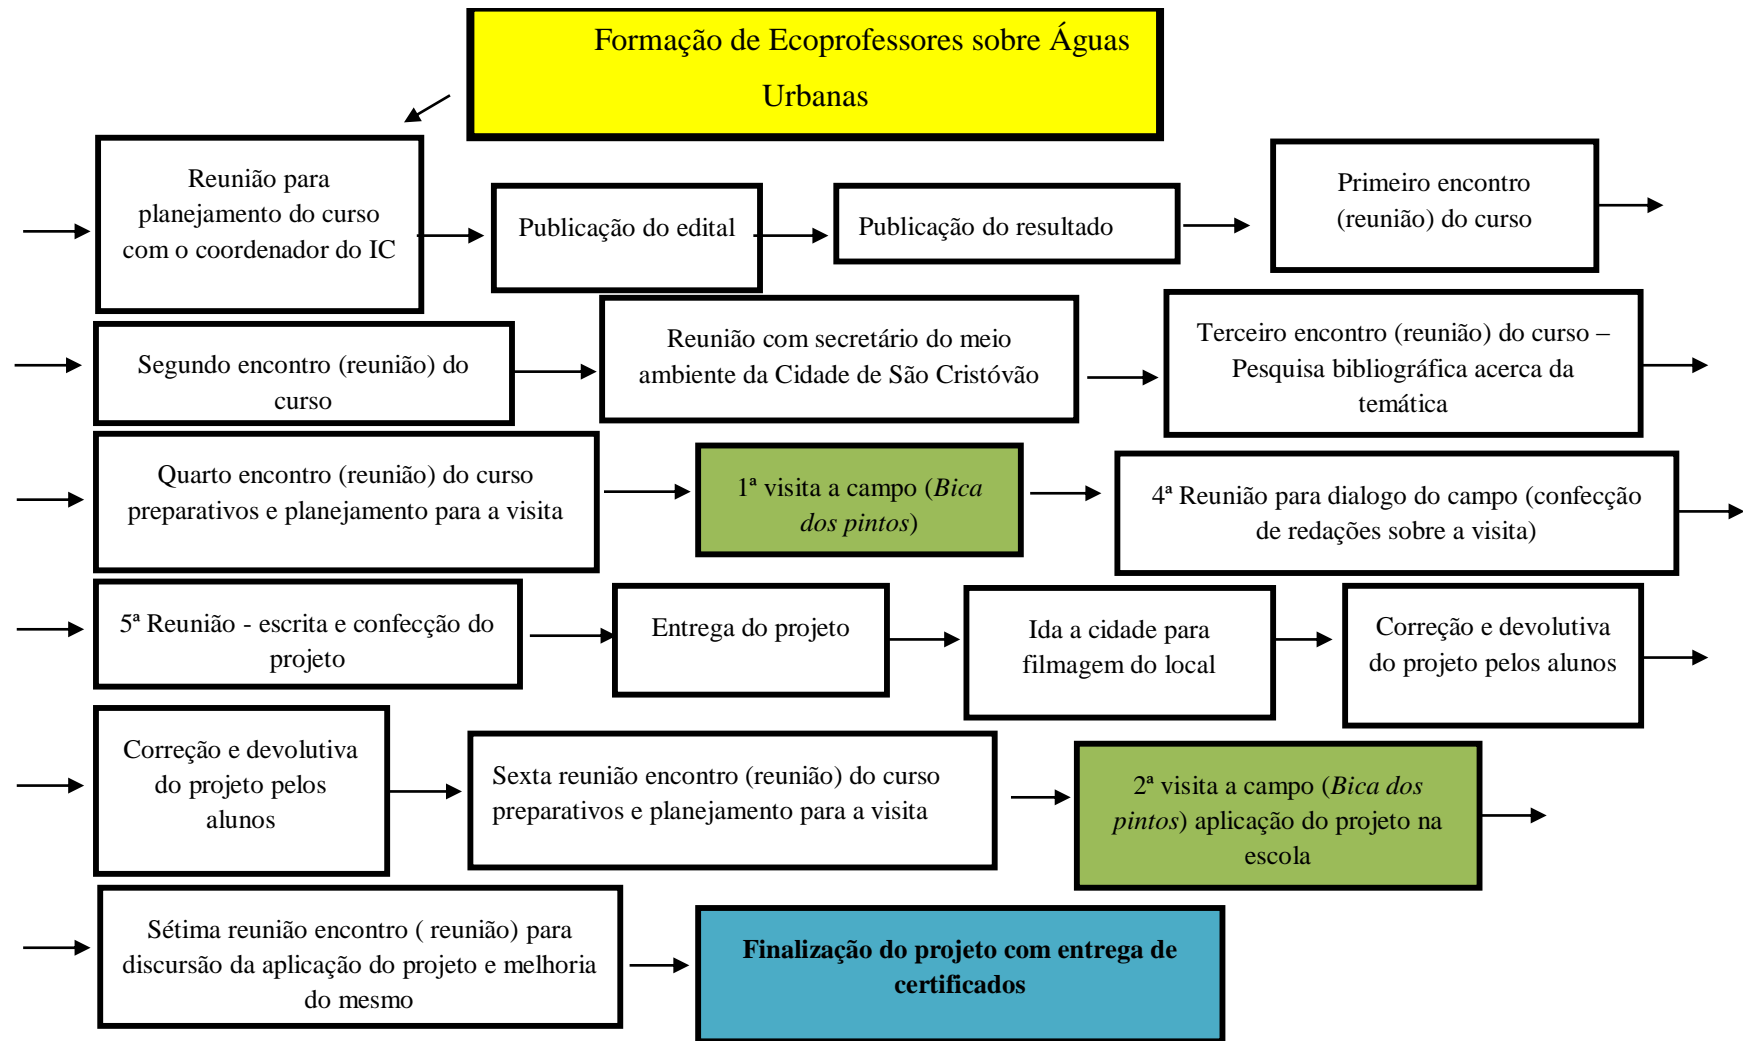 Formação de Ecoprofessores sobre Águas
Urbanas
Reunião para
planejamento do curso
com o coordenador do IC
Publicação do edital
Publicação do resultado
Primeiro encontro
(reunião) do curso
Segundo encontro (reunião) do
curso
Reunião com secretário do meio
ambiente da Cidade de São Cristóvão
Terceiro encontro (reunião) do curso –
Pesquisa bibliográfica acerca da
temática
Quarto encontro (reunião) do curso
preparativos e planejamento para a visita
1ª visita a campo (Bica
dos pintos)
4ª Reunião para dialogo do campo (confecção
de redações sobre a visita)
5ª Reunião - escrita e confecção do
projeto
Entrega do projeto
Ida a cidade para
filmagem do local
Correção e devolutiva
do projeto pelos alunos
Correção e devolutiva
do projeto pelos
alunos
Sexta reunião encontro (reunião) do curso
preparativos e planejamento para a visita
2ª visita a campo (Bica dos
pintos) aplicação do projeto na
escola
Sétima reunião encontro ( reunião) para
discursão da aplicação do projeto e melhoria
do mesmo
Finalização do projeto com entrega de
certificados